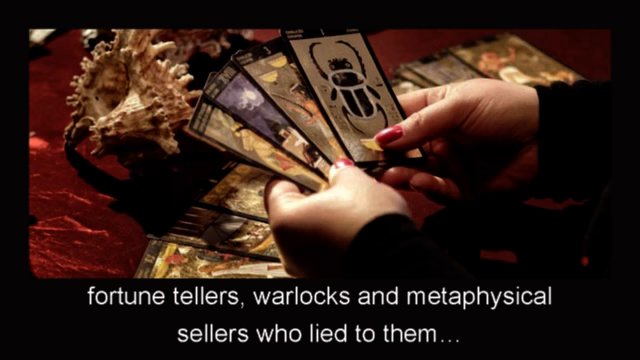 fortune tellers, warlocks and metaphysical
sellers who lied to them...